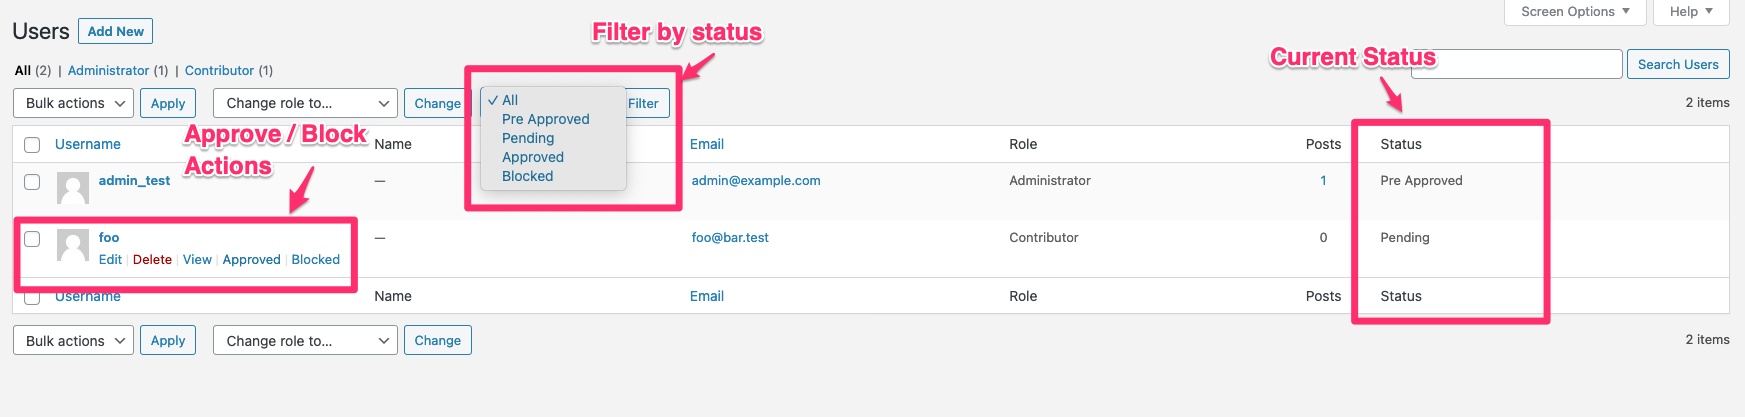 Screen Options ▼ Help ▼
Users Add New
Filter by status
Current Status
All (2) | Administrator (1) | Contributor (1)
Search Users
Bulk actions Apply Change role to... Change Filter
2 items
✓ All
Pre Approved
Pending
Approved
Blocked
Approve / Block
Actions
Username Name Email Role Posts Status
admin_test — admin@example.com Administrator 1 Pre Approved
foo — foo@bar.test Contributor 0 Pending
Edit | Delete | View | Approved | Blocked
Username Name Email Role Posts Status
Bulk actions Apply Change role to... Change
2 items